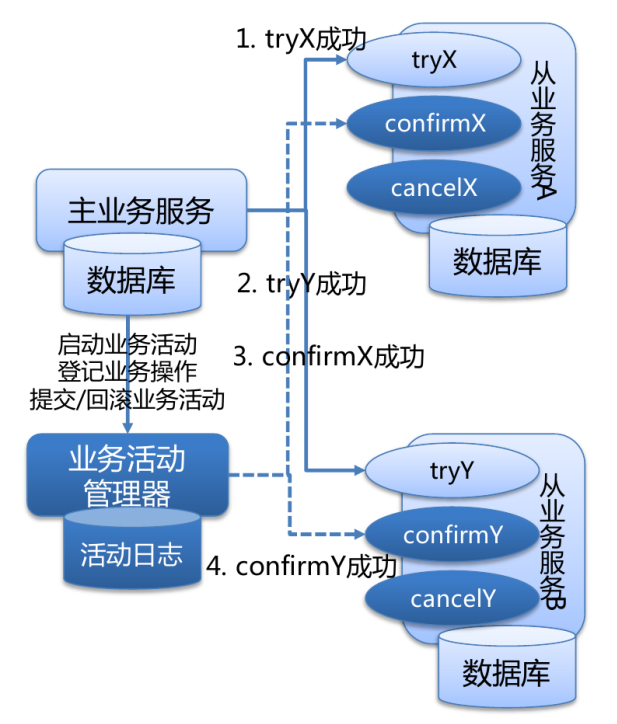 1. tryX成功
tryX
confirmX
cancelX
从业务服务A
数据库
主业务服务
数据库
2. tryY成功
启动业务活动
登记业务操作
提交/回滚业务活动
3. confirmX成功
业务活动
管理器
活动日志
tryY
confirmY
cancelY
从业务服务B
数据库
4. confirmY成功